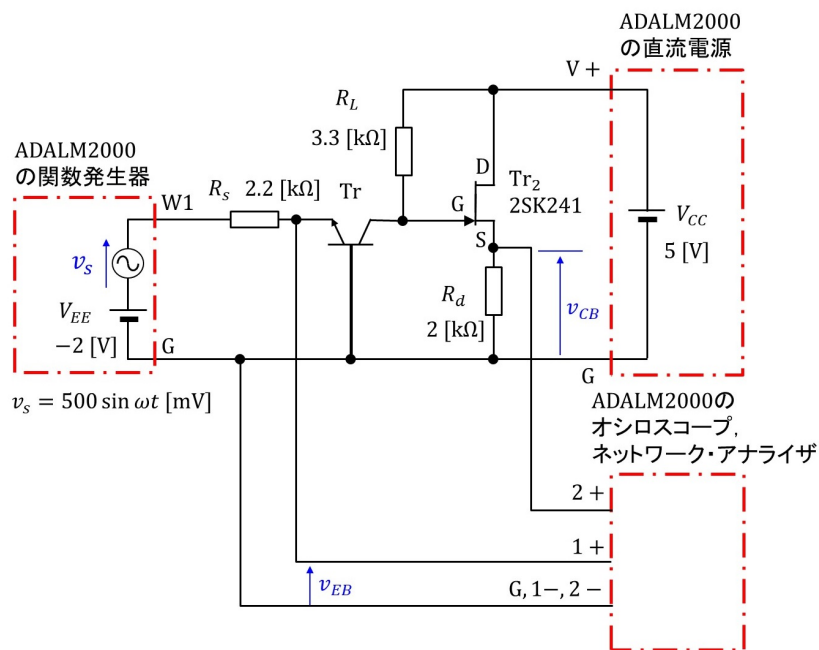 ADALM2000
の直流電源
V +
R_L
3.3 [kΩ]
ADALM2000
の関数発生器
W1
R_s 2.2 [kΩ]
Tr
D
Tr₂
2SK241
G
S
V_CC
5 [V]
v_s
V_EE
−2 [V]
R_d
2 [kΩ]
v_CB
G
G
v_s = 500 sin ωt [mV]
ADALM2000の
オシロスコープ,
ネットワーク・アナライザ
2 +
1 +
v_EB
G, 1−, 2 −